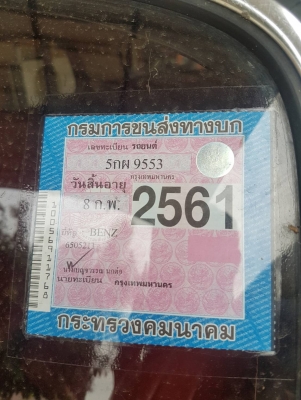 กรมการขนส่งทางบก
เลขทะเบียน รถยนต์
5กผ 9553
กรุงเทพมหานคร
วันสิ้นอายุ
8 ก.พ. 2561
BENZ
นายทะเบียน กรุงเทพมหานคร
กระทรวงคมนาคม